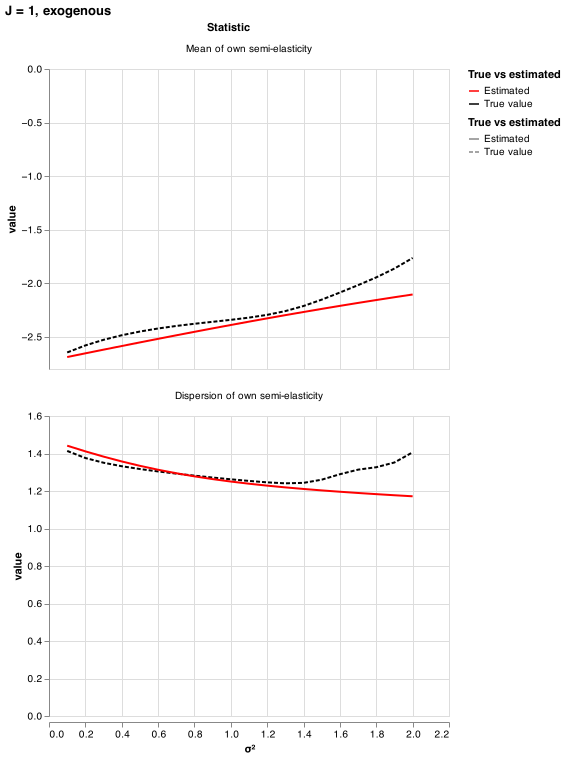 J = 1, exogenous
Statistic
Mean of own semi-elasticity
0.0
−0.5
−1.0
−1.5
−2.0
−2.5
value
True vs estimated
Estimated
True value
True vs estimated
Estimated
True value
Dispersion of own semi-elasticity
1.6
1.4
1.2
1.0
0.8
0.6
0.4
0.2
0.0
value
0.0 0.2 0.4 0.6 0.8 1.0 1.2 1.4 1.6 1.8 2.0 2.2
σ²